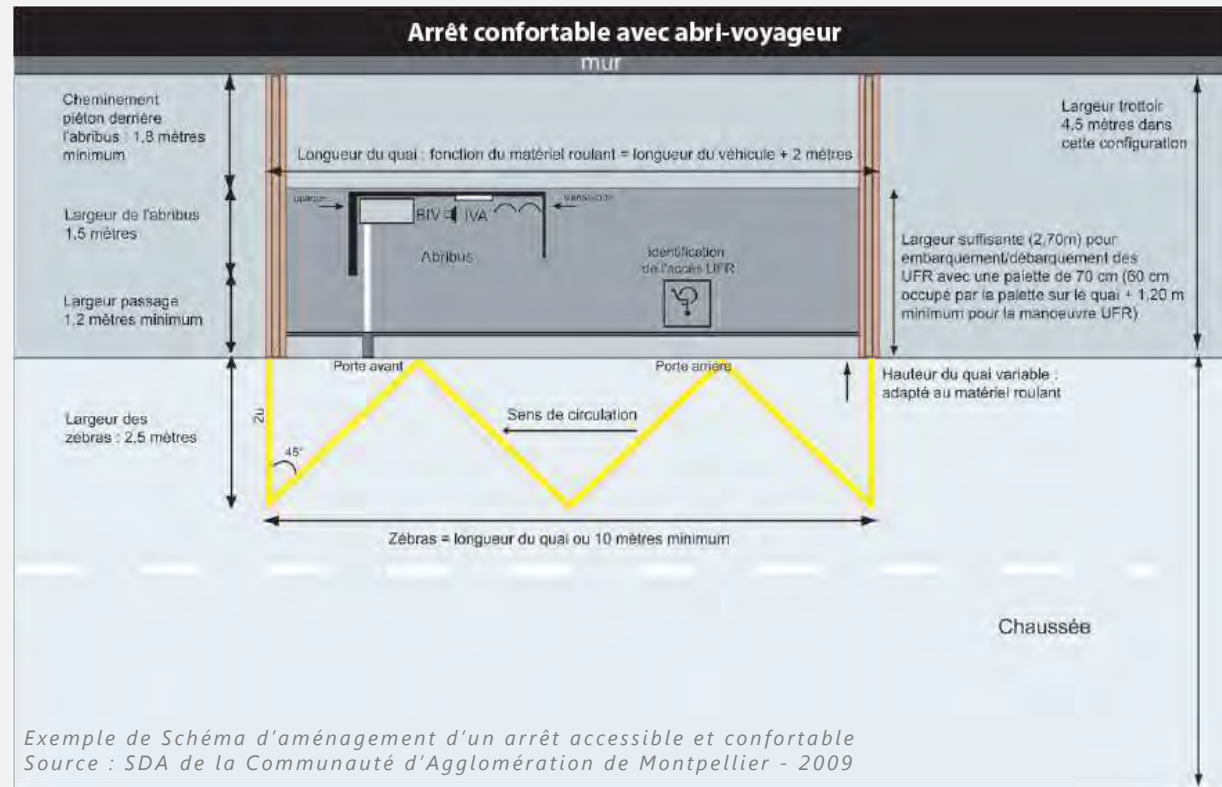 Arrêt confortable avec abri-voyageur
mur
Cheminement
piéton derrière
l'abribus : 1,8 mètres
minimum
Largeur trottoir
4,5 mètres dans
cette configuration
Longueur du quai : fonction du matériel roulant = longueur du véhicule + 2 mètres
Largeur de l'abribus
1,5 mètres
opaque
BIV
IVA
Abribus
identification
de l'accès UFR
Largeur suffisante (2,70m) pour
embarquement/débarquement des
UFR avec une palette de 70 cm (60 cm
occupé par la palette sur le quai + 1,20 m
minimum pour la manoeuvre UFR)
Largeur passage
1,2 mètres minimum
Porte avant
Porte arrière
Hauteur du quai variable :
adapté au matériel roulant
Largeur des
zébras : 2,5 mètres
2u
Sens de circulation
45°
Zébras = longueur du quai ou 10 mètres minimum
Chaussée
Exemple de Schéma d'aménagement d'un arrêt accessible et confortable
Source : SDA de la Communauté d'Agglomération de Montpellier - 2009